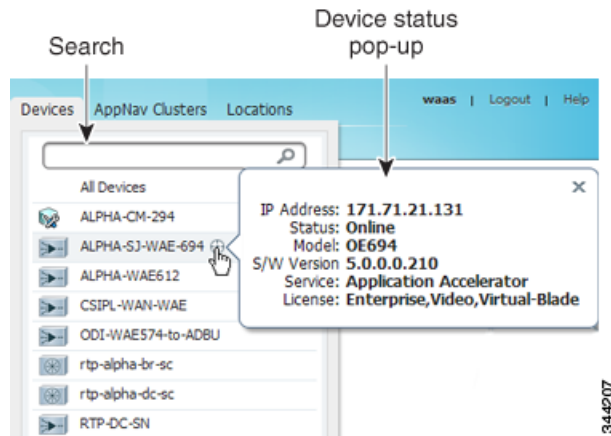 Device status
pop-up
Search
Devices AppNav Clusters Locations
waas | Logout | Help
All Devices
ALPHA-CM-294
ALPHA-SJ-WAE-694
ALPHA-WAE612
CSIPL-WAN-WAE
ODI-WAE574-to-ADBU
rtp-alpha-br-sc
rtp-alpha-dc-sc
RTP-DC-SN
IP Address: 171.71.21.131
Status: Online
Model: OE694
S/W Version 5.0.0.0.210
Service: Application Accelerator
License: Enterprise,Video,Virtual-Blade
344207